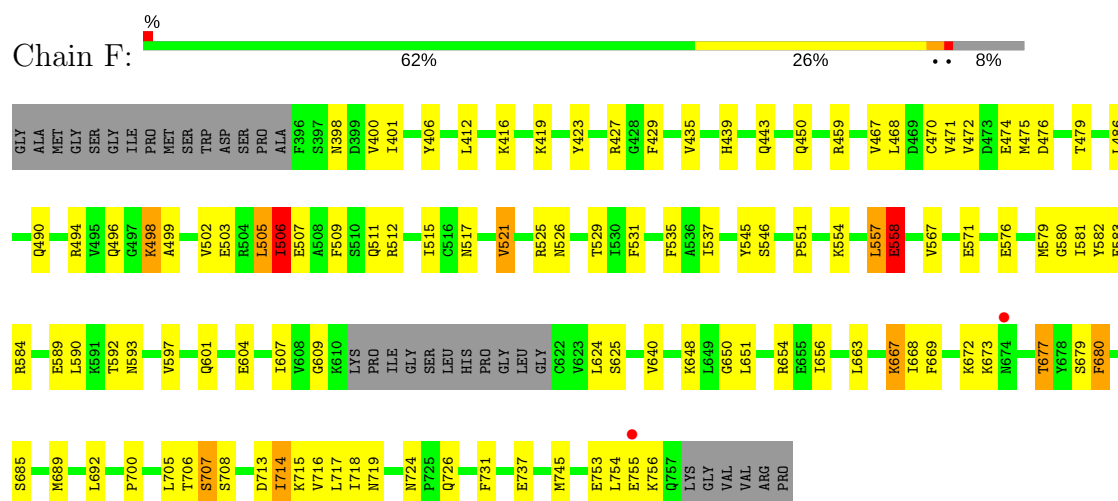 %
Chain F:
62% 26% • • 8%
GLY ALA MET GLY SER GLY ILE PRO MET SER TRP ASP SER PRO ALA F396 S397 N398 D399 V400 I401 Y406 L412 K416 K419 Y423 R427 G428 F429 V435 H439 Q443 Q450 R459 V467 L468 D469 C470 V471 V472 D473 E474 M475 D476 T479 L486
Q490 R494 V495 Q496 G497 K498 A499 V502 E503 R504 L505 I506 E507 A508 F509 S510 Q511 R512 I515 C516 N517 V521 R525 N526 T529 I530 F531 F535 A536 I537 Y545 S546 P551 K554 L557 E558 V567 E571 E576 M579 G580 I581 Y582 E583
R584 E589 L590 K591 T592 N593 V597 Q601 E604 I607 V608 G609 K610 LYS PRO ILE GLY SER LEU HIS PRO GLY LEU GLY C622 V623 L624 S625 V640 K648 L649 G650 L651 R654 E655 I656 L663 K667 I668 F669 K672 K673 N674 T677 Y678 S679 F680
S685 M689 L692 P700 L705 T706 S707 S708 D713 I714 K715 V716 L717 I718 N719 N724 P725 Q726 F731 E737 M745 E753 L754 E755 K756 Q757 LYS GLY VAL VAL ARG PRO